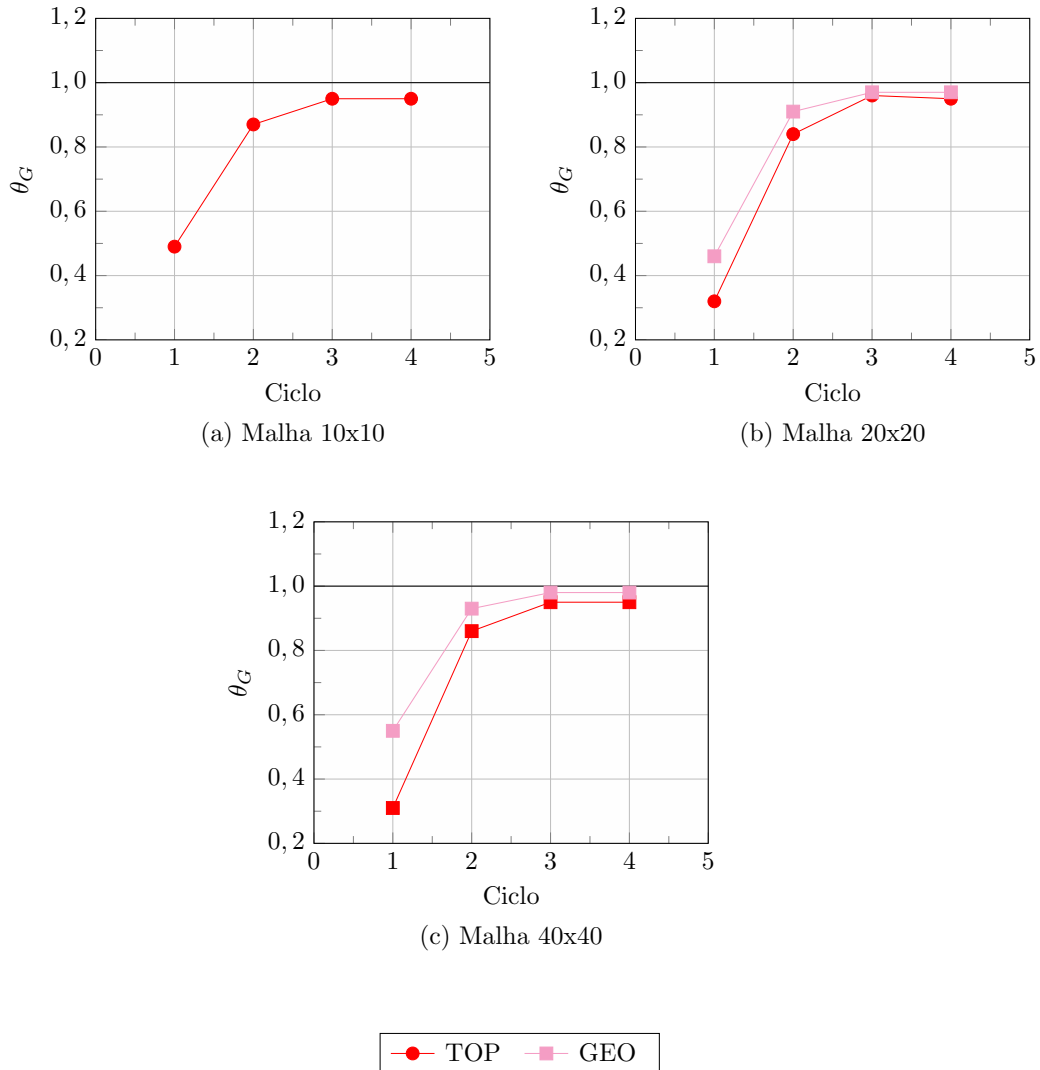 1, 2
1, 0
0, 8
0, 6
0, 4
0, 2
θ_G
0 1 2 3 4 5
Ciclo
(a) Malha 10x10
1, 2
1, 0
0, 8
0, 6
0, 4
0, 2
θ_G
0 1 2 3 4 5
Ciclo
(b) Malha 20x20
1, 2
1, 0
0, 8
0, 6
0, 4
0, 2
θ_G
0 1 2 3 4 5
Ciclo
(c) Malha 40x40
TOP GEO